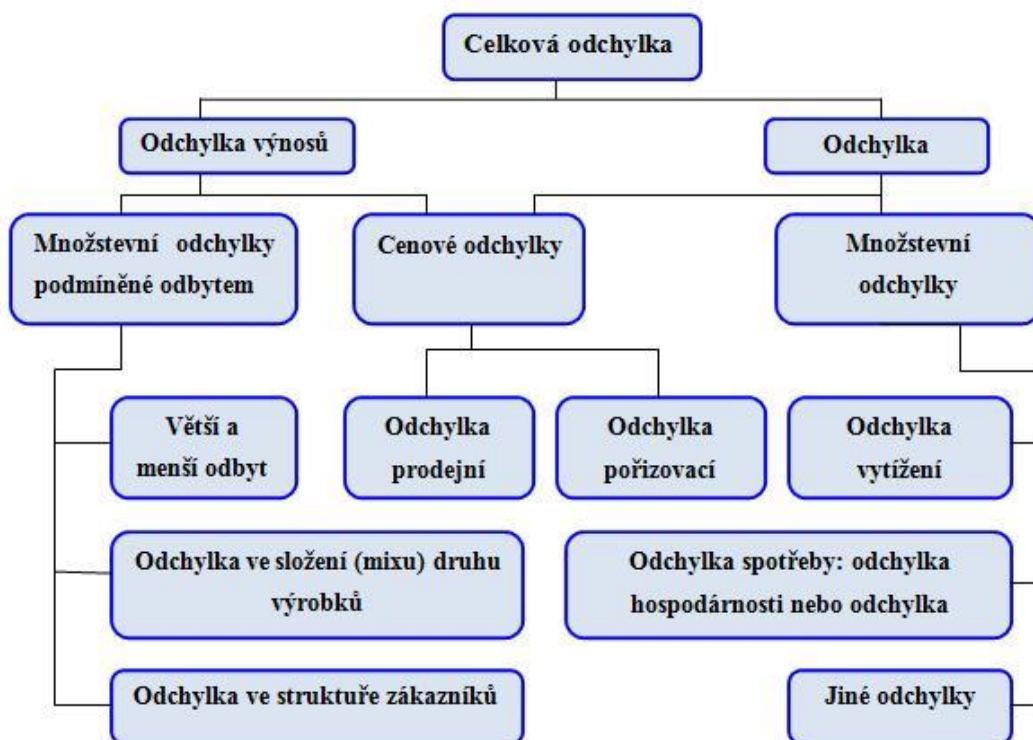 Celková odchylka
Odchylka výnosů
Odchylka
Množstevní odchylky
podmíněné odbytem
Cenové odchylky
Množstevní
odchylky
Větší a
menší odbyt
Odchylka
prodejní
Odchylka
pořizovací
Odchylka
vytížení
Odchylka ve složení (mixu) druhu
výrobků
Odchylka spotřeby: odchylka
hospodárnosti nebo odchylka
Odchylka ve struktuře zákazníků
Jiné odchylky